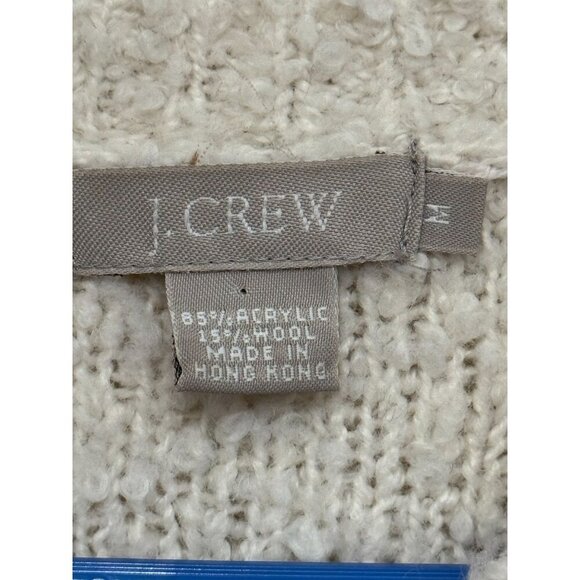 J.CREW
M
85% ACRYLIC
15% WOOL
MADE IN
HONG KONG